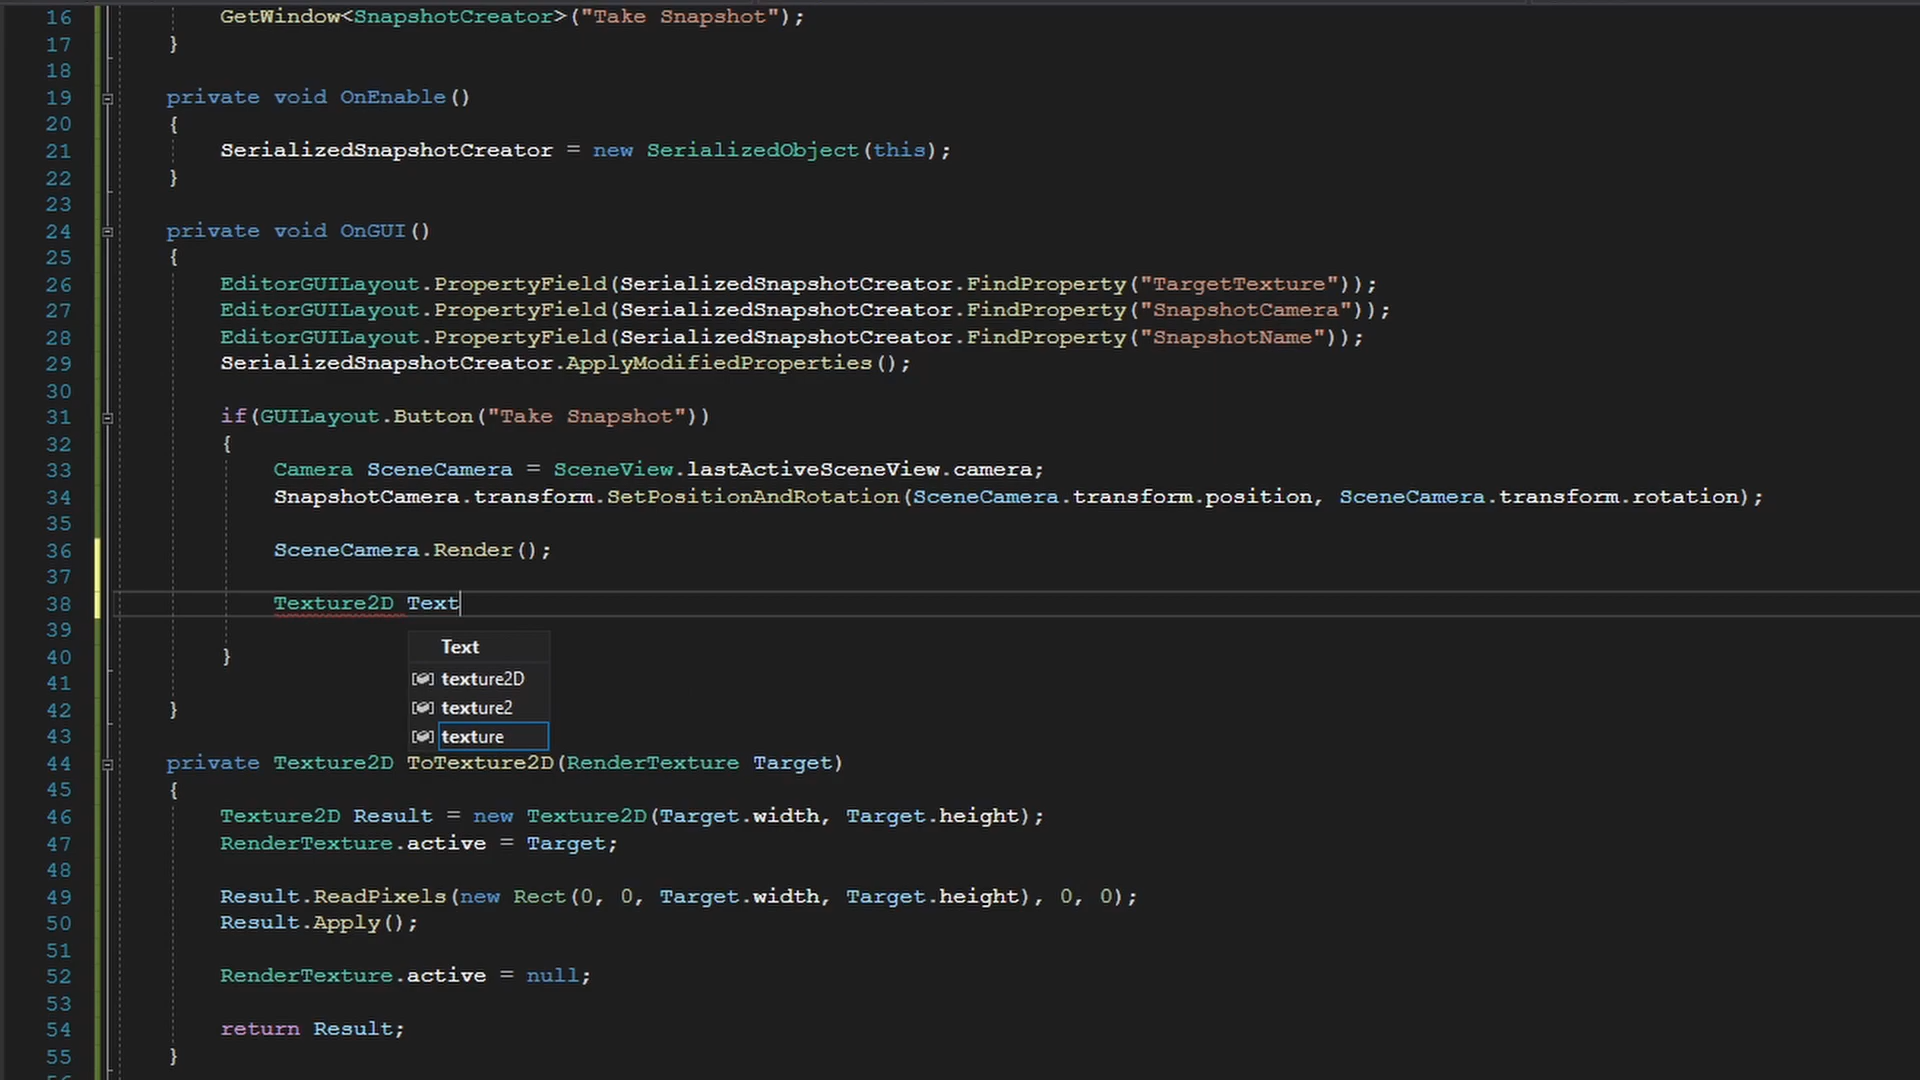 16 GetWindow<SnapshotCreator>("Take Snapshot");
17 }
18
19 private void OnEnable()
20 {
21 SerializedSnapshotCreator = new SerializedObject(this);
22 }
23
24 private void OnGUI()
25 {
26 EditorGUILayout.PropertyField(SerializedSnapshotCreator.FindProperty("TargetTexture"));
27 EditorGUILayout.PropertyField(SerializedSnapshotCreator.FindProperty("SnapshotCamera"));
28 EditorGUILayout.PropertyField(SerializedSnapshotCreator.FindProperty("SnapshotName"));
29 SerializedSnapshotCreator.ApplyModifiedProperties();
30
31 if(GUILayout.Button("Take Snapshot"))
32 {
33 Camera SceneCamera = SceneView.lastActiveSceneView.camera;
34 SnapshotCamera.transform.SetPositionAndRotation(SceneCamera.transform.position, SceneCamera.transform.rotation);
35
36 SceneCamera.Render();
37
38 Texture2D Text
39
Text
40 }
texture2D
41
texture2
42 }
43
texture
44 private Texture2D ToTexture2D(RenderTexture Target)
45 {
46 Texture2D Result = new Texture2D(Target.width, Target.height);
47 RenderTexture.active = Target;
48
49 Result.ReadPixels(new Rect(0, 0, Target.width, Target.height), 0, 0);
50 Result.Apply();
51
52 RenderTexture.active = null;
53
54 return Result;
55 }